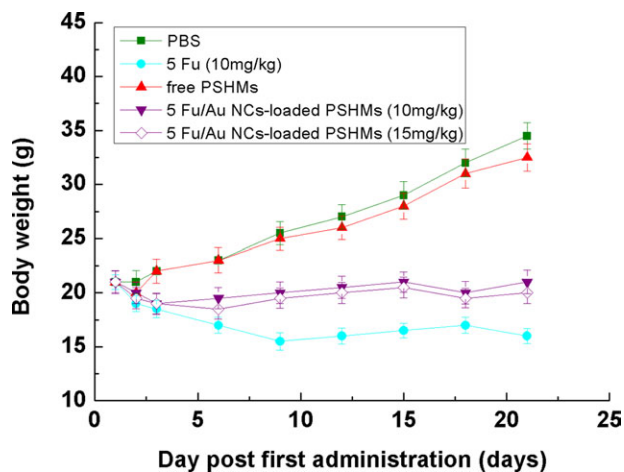 45
40
35
30
25
20
15
10
Body weight (g)
PBS
5 Fu (10mg/kg)
free PSHMs
5 Fu/Au NCs-loaded PSHMs (10mg/kg)
5 Fu/Au NCs-loaded PSHMs (15mg/kg)
0 5 10 15 20 25
Day post first administration (days)